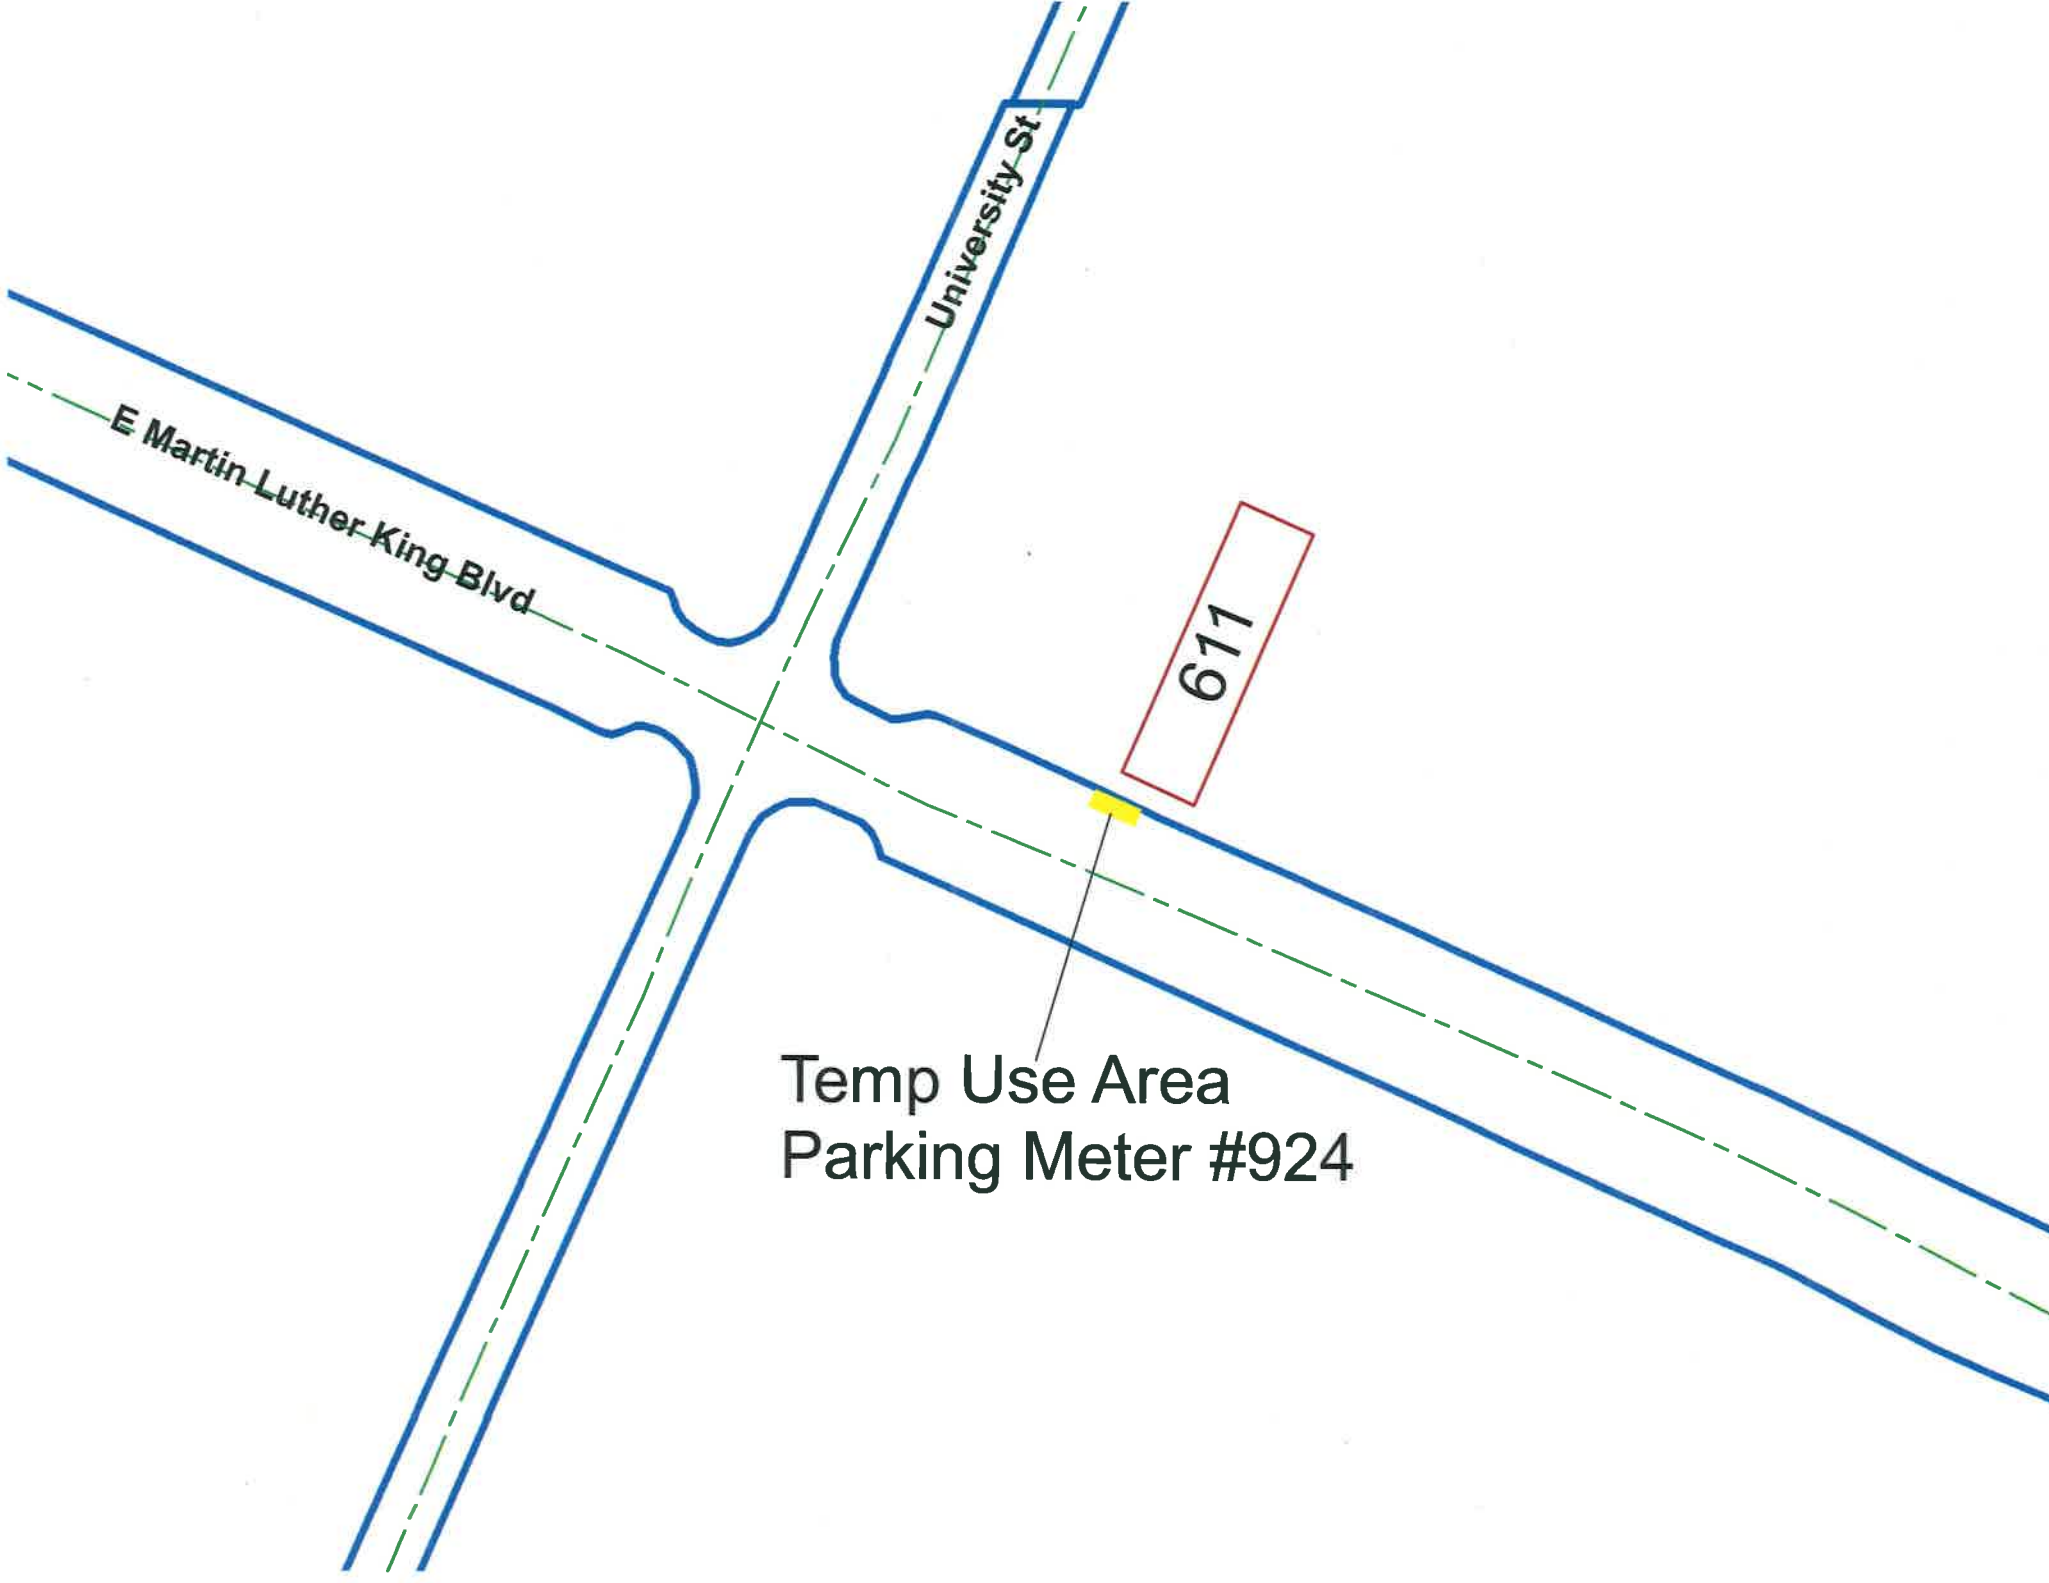 University St
E Martin Luther King Blvd
611
Temp Use Area
Parking Meter #924